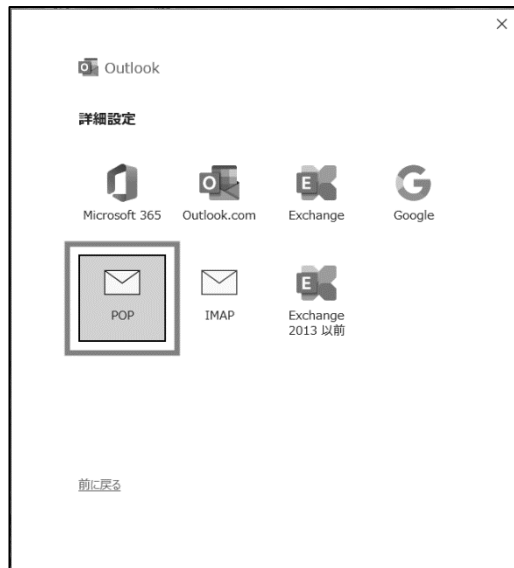 Outlook
詳細設定
Microsoft 365
Outlook.com
Exchange
Google
POP
IMAP
Exchange
2013 以前
前に戻る